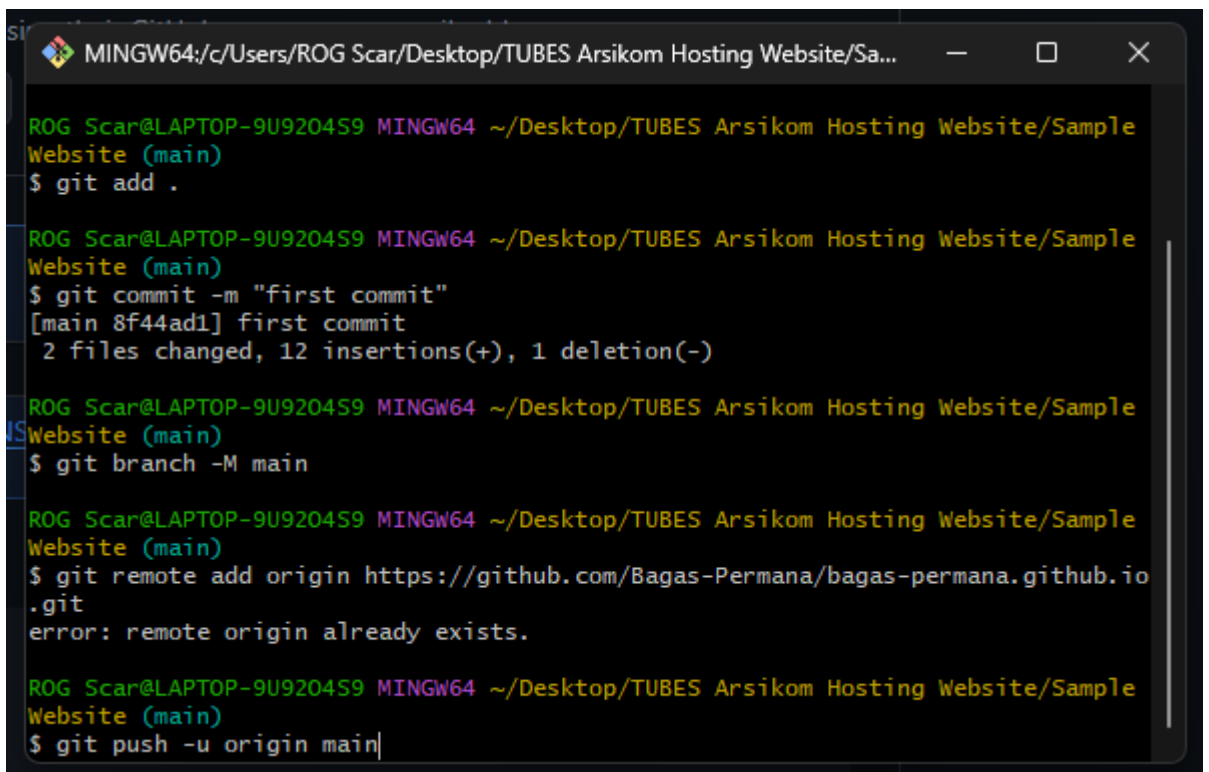 MINGW64:/c/Users/ROG Scar/Desktop/TUBES Arsikom Hosting Website/Sa...
ROG Scar@LAPTOP-9U92O4S9 MINGW64 ~/Desktop/TUBES Arsikom Hosting Website/Sample
Website (main)
$ git add .
ROG Scar@LAPTOP-9U92O4S9 MINGW64 ~/Desktop/TUBES Arsikom Hosting Website/Sample
Website (main)
$ git commit -m "first commit"
[main 8f44ad1] first commit
 2 files changed, 12 insertions(+), 1 deletion(-)
ROG Scar@LAPTOP-9U92O4S9 MINGW64 ~/Desktop/TUBES Arsikom Hosting Website/Sample
Website (main)
$ git branch -M main
ROG Scar@LAPTOP-9U92O4S9 MINGW64 ~/Desktop/TUBES Arsikom Hosting Website/Sample
Website (main)
$ git remote add origin https://github.com/Bagas-Permana/bagas-permana.github.io
.git
error: remote origin already exists.
ROG Scar@LAPTOP-9U92O4S9 MINGW64 ~/Desktop/TUBES Arsikom Hosting Website/Sample
Website (main)
$ git push -u origin main